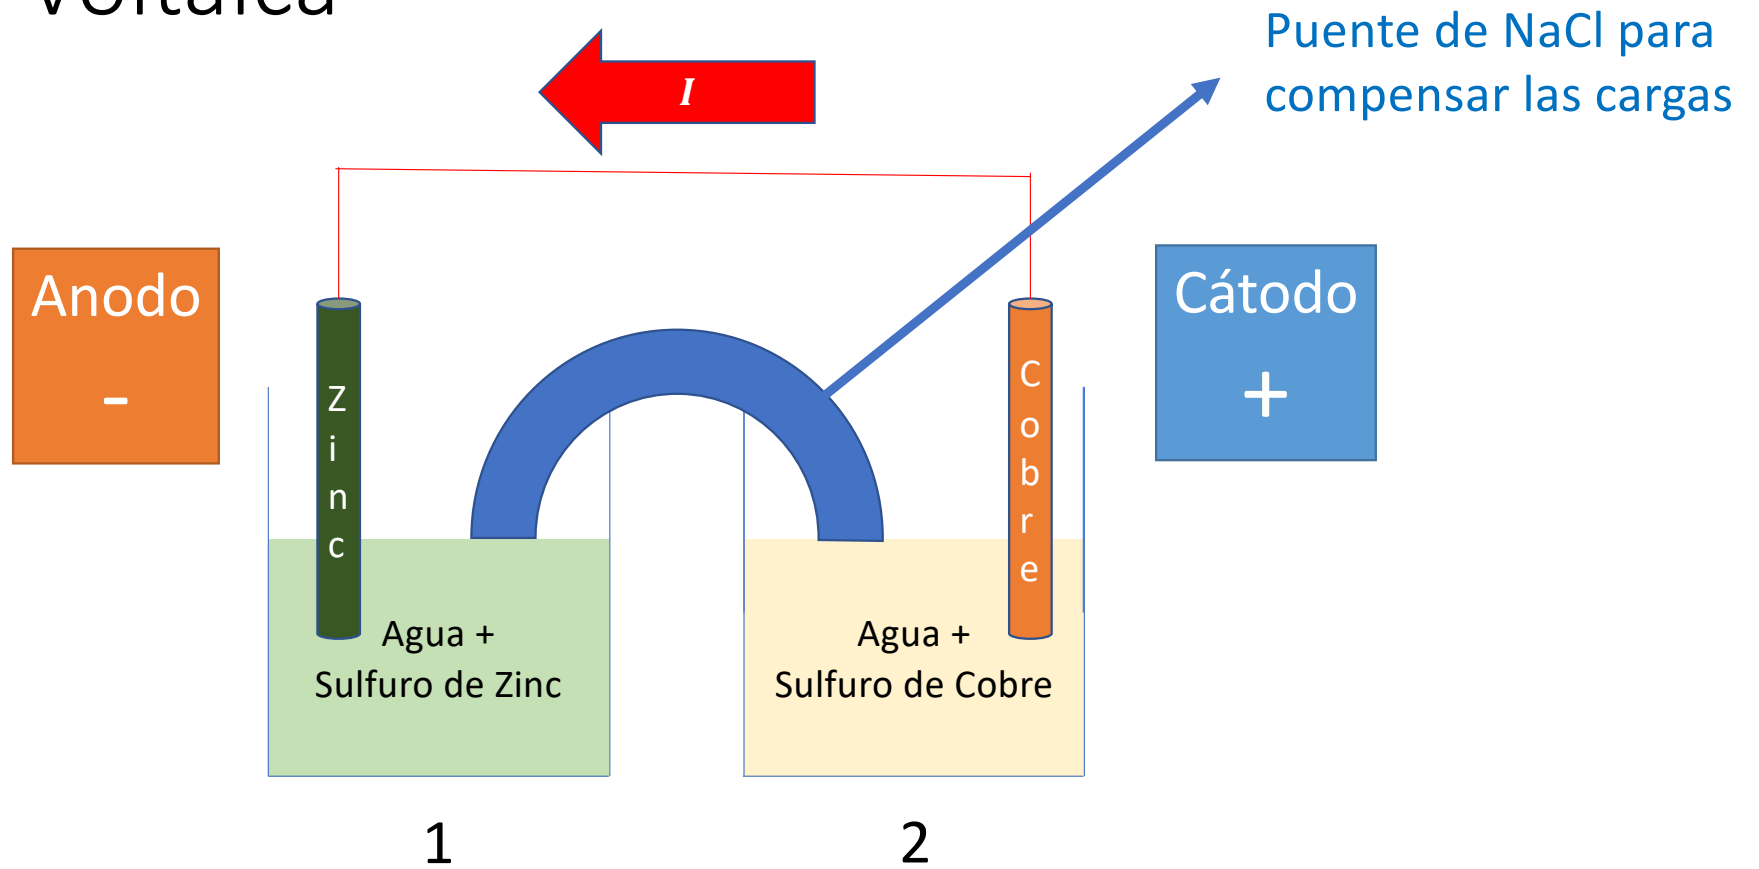 Voltaica
Puente de NaCl para
compensar las cargas
I
Anodo
-
Cátodo
+
Zinc
Cobre
Agua +
Sulfuro de Zinc
Agua +
Sulfuro de Cobre
1
2